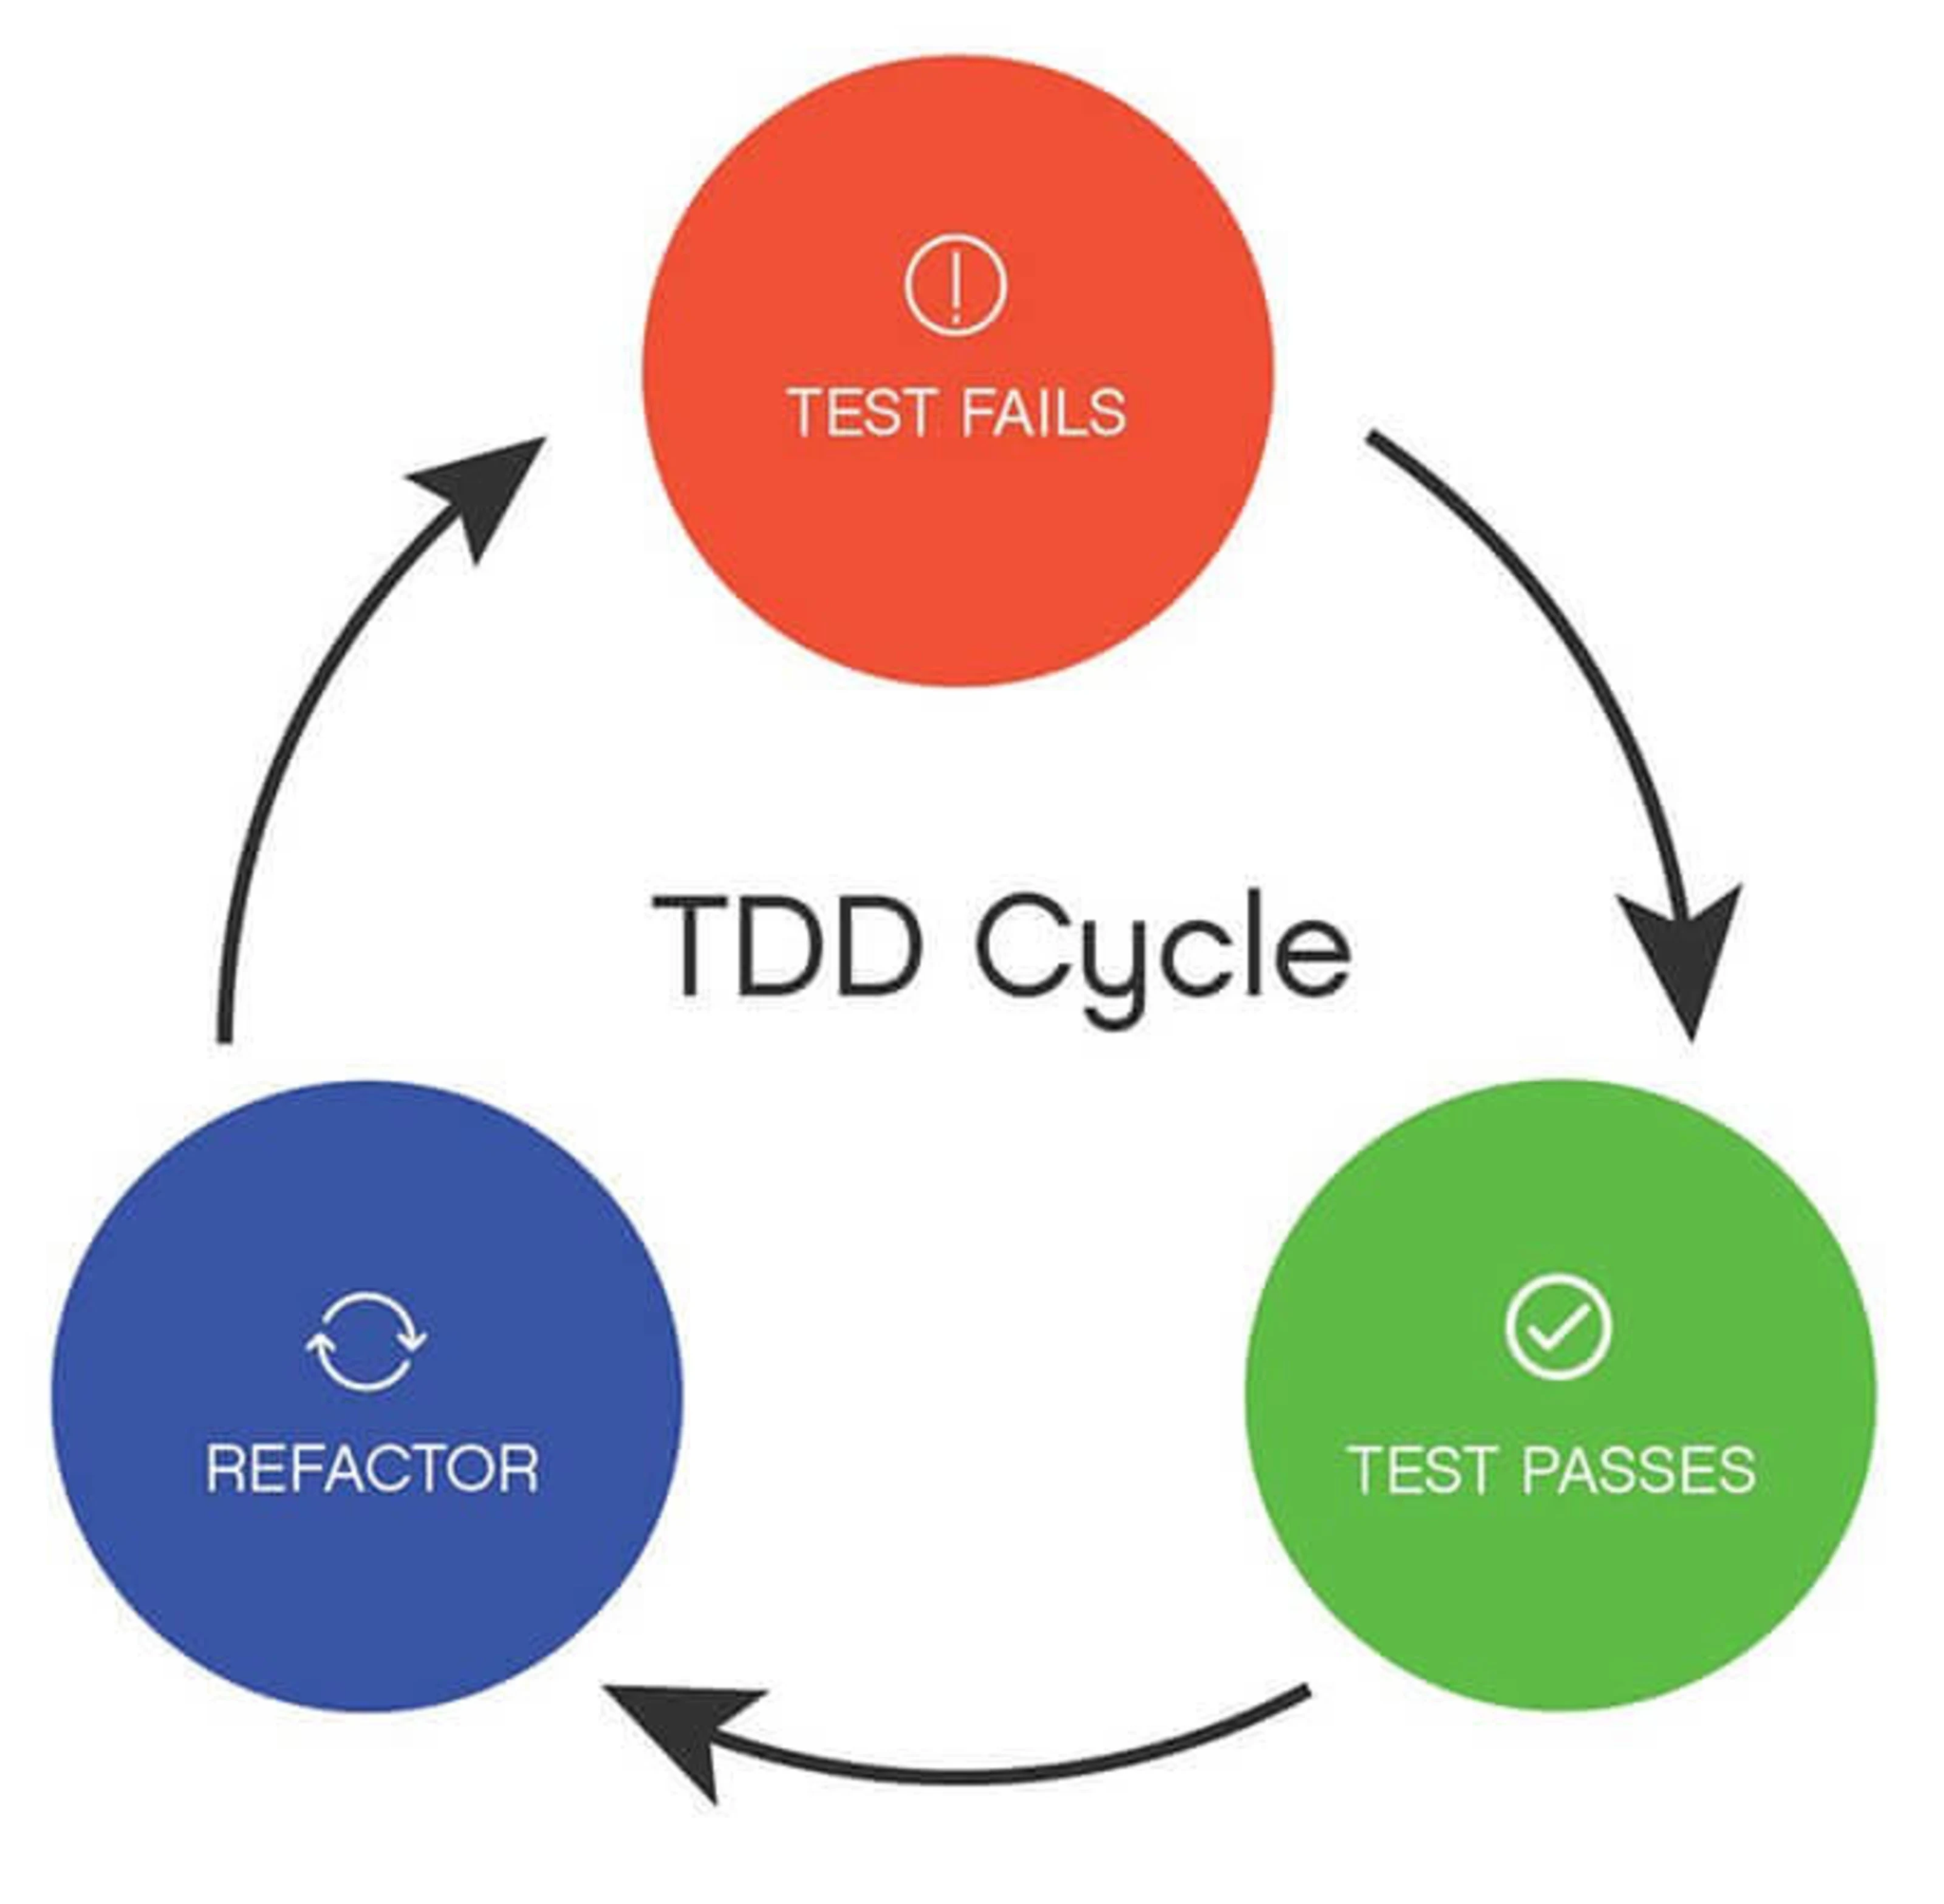 TEST FAILS
TDD Cycle
REFACTOR
TEST PASSES